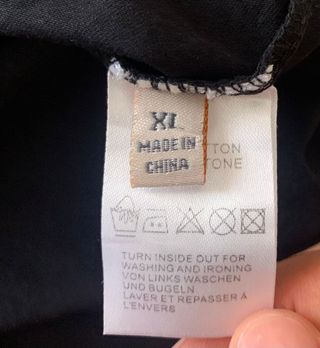 XL
MADE IN
CHINA
TTON
TONE
TURN INSIDE OUT FOR
WASHING AND IRONING
VON LINKS WASCHEN
UND BUGELN
LAVER ET REPASSER À
L'ENVERS